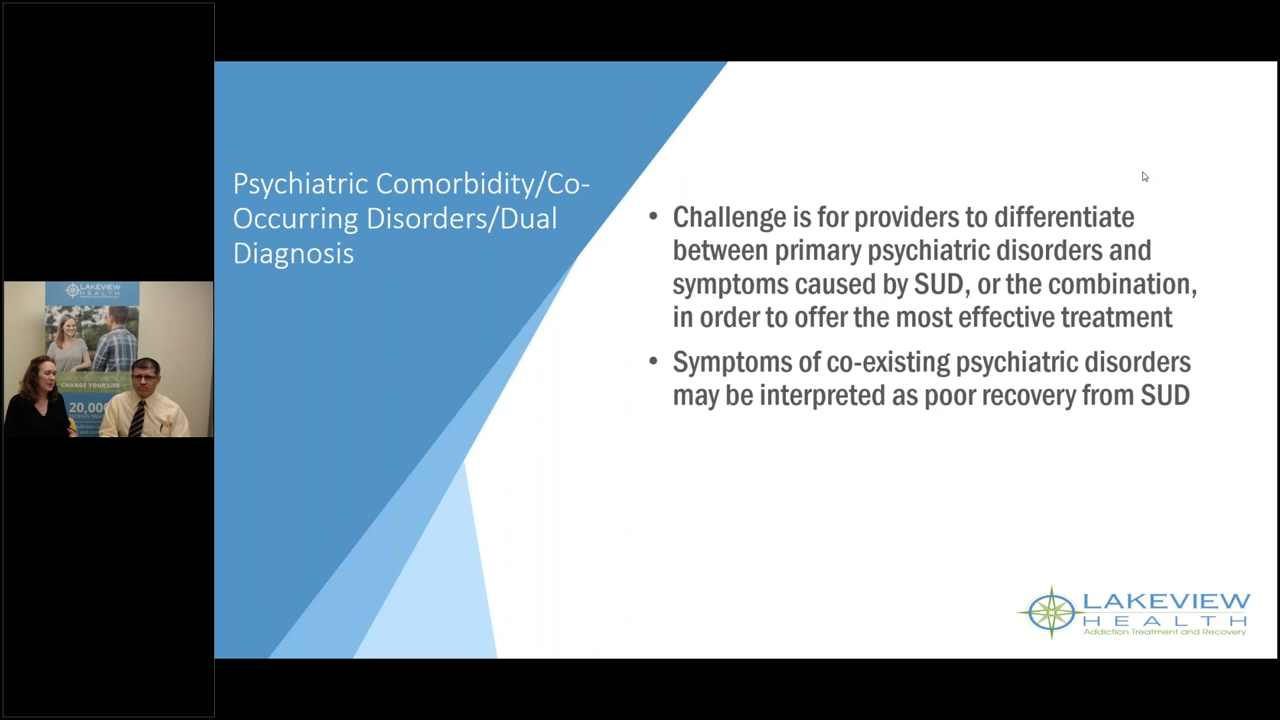 Psychiatric Comorbidity/Co-
Occurring Disorders/Dual
Diagnosis
• Challenge is for providers to differentiate
between primary psychiatric disorders and
symptoms caused by SUD, or the combination,
in order to offer the most effective treatment
• Symptoms of co-existing psychiatric disorders
may be interpreted as poor recovery from SUD
LAKEVIEW
HEALTH
Addiction Treatment and Recovery
LAKEVIEW
HEALTH
CHANGE YOUR LIFE
20,000